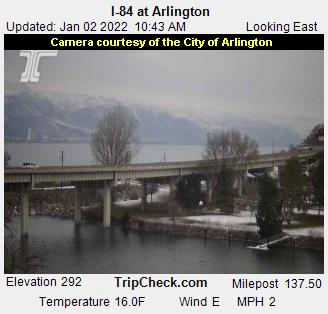 I-84 at Arlington
Updated: Jan 02 2022 10:43 AM Looking East
Camera courtesy of the City of Arlington
Elevation 292 TripCheck.com Milepost 137.50
Temperature 16.0F Wind E MPH 2